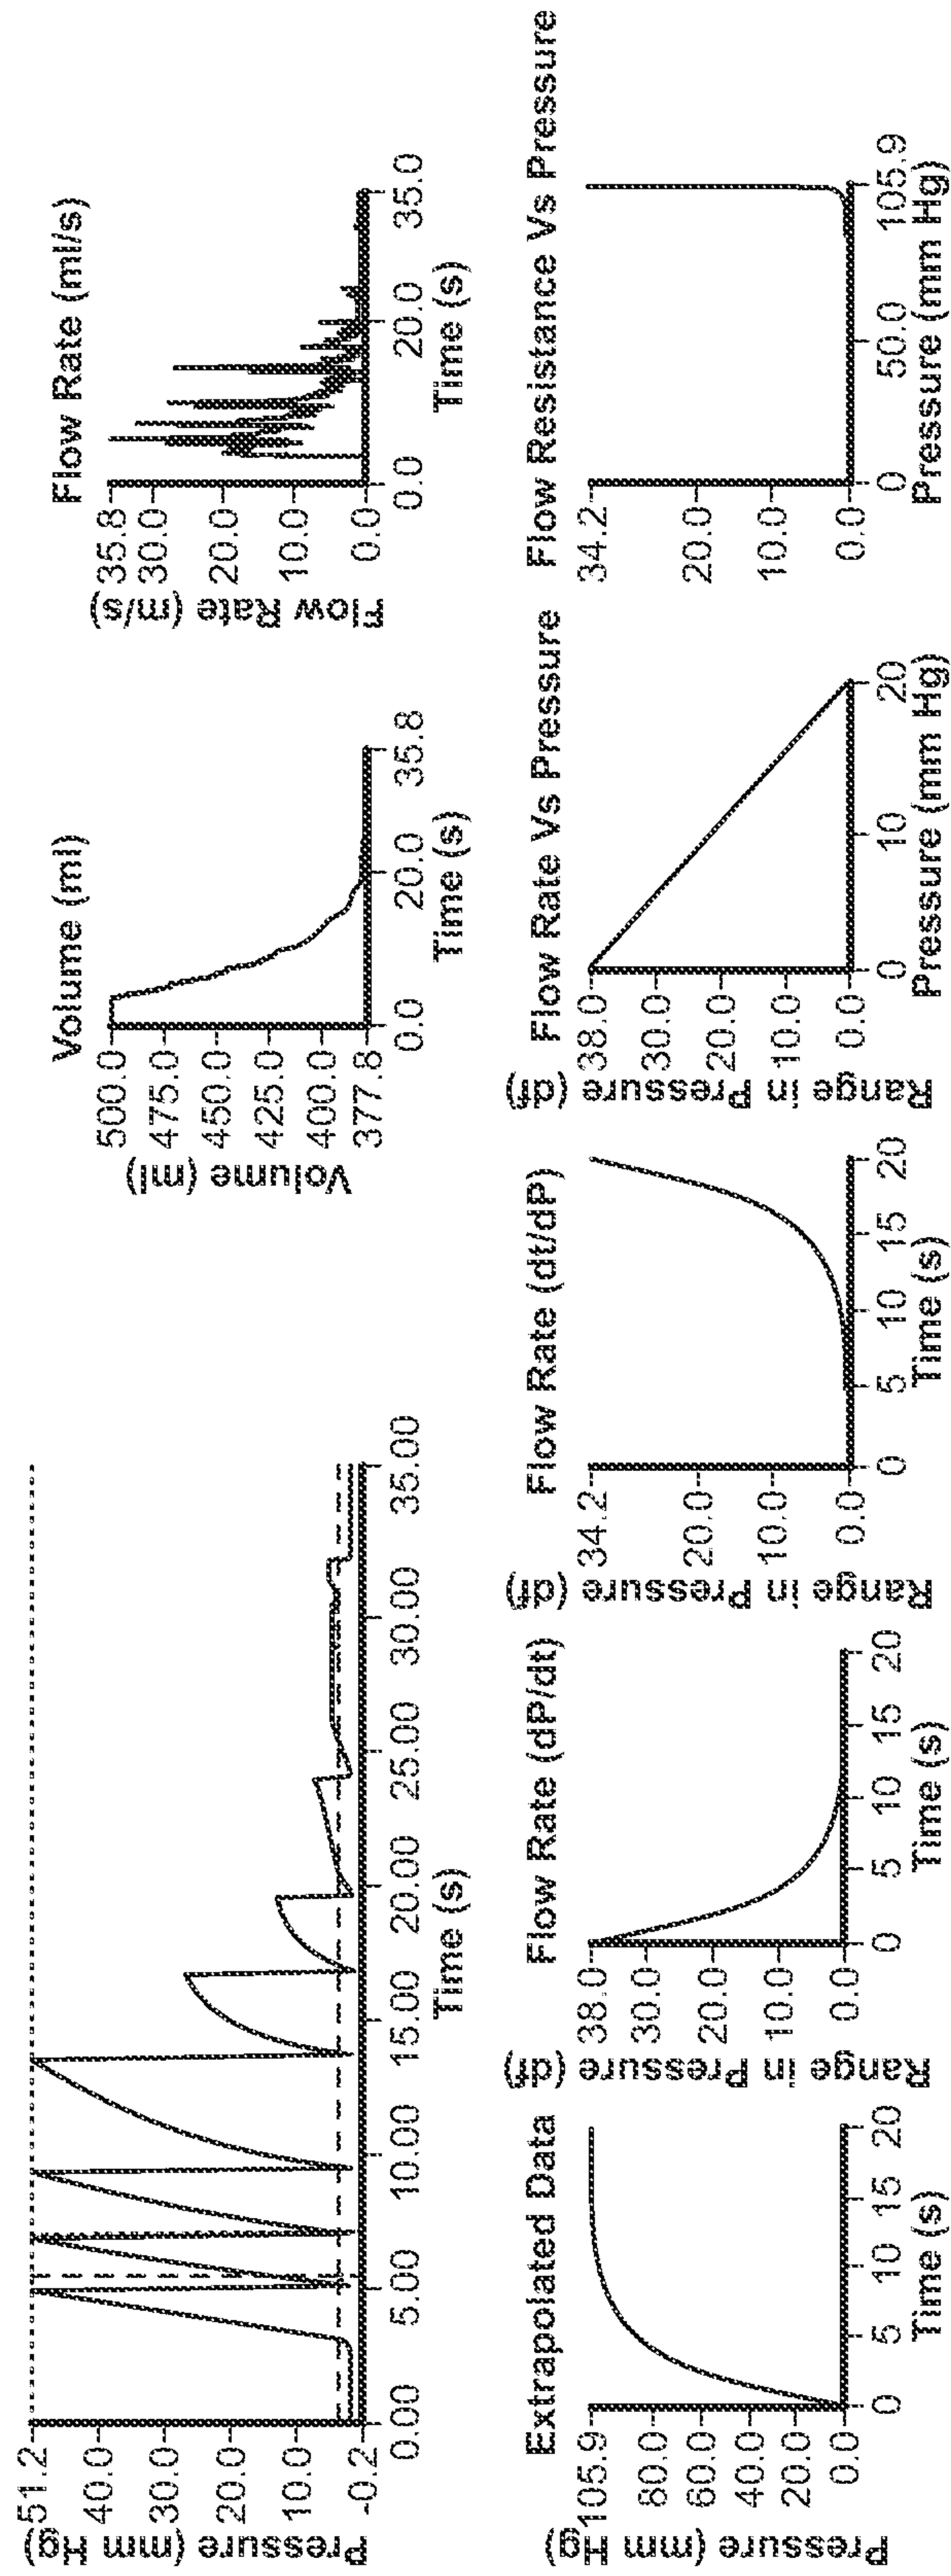 51.2
40.0
30.0
20.0
10.0
-0.2
Pressure (mm Hg)
0.00 5.00 10.00 15.00 20.00 25.00 30.00 35.00
Time (s)
Volume (ml)
500.0
475.0
450.0
425.0
400.0
377.8
Volume (ml)
0.0 20.0 35.8
Time (s)
Flow Rate (ml/s)
35.8
30.0
20.0
10.0
0.0
Flow Rate (m/s)
0.0 20.0 35.0
Time (s)
Extrapolated Data
105.9
80.0
60.0
40.0
20.0
0.0
Pressure (mm Hg)
0 5 10 15 20
Time (s)
Flow Rate (dP/dt)
38.0
30.0
20.0
10.0
0.0
Range in Pressure (df)
0 5 10 15 20
Time (s)
Flow Rate (dt/dP)
34.2
20.0
10.0
0.0
Range in Pressure (df)
0 5 10 15 20
Time (s)
Flow Rate Vs Pressure
38.0
30.0
20.0
10.0
0.0
Range in Pressure (df)
0 10 20
Pressure (mm Hg)
Flow Resistance Vs Pressure
34.2
20.0
10.0
0.0
0 50.0 105.9
Pressure (mm Hg)